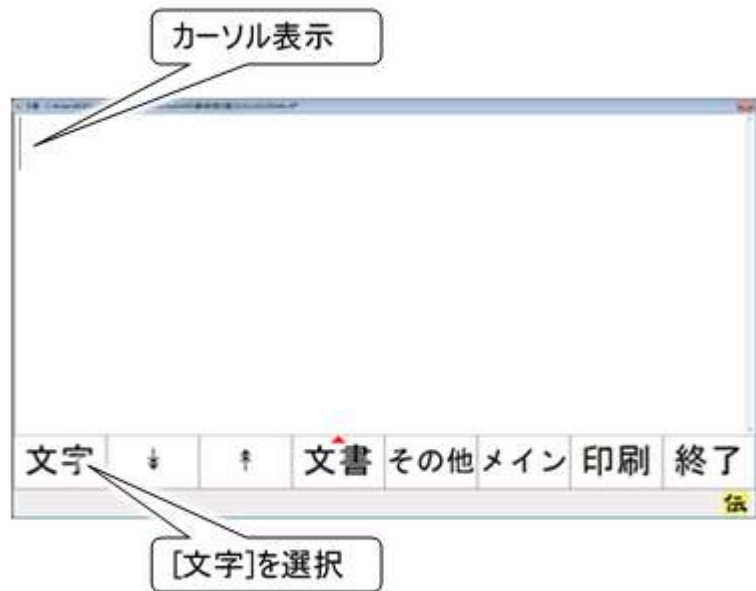 カーソル表示
文字 ↡ ↟ 文書 その他 メイン 印刷 終了
伝
[文字]を選択